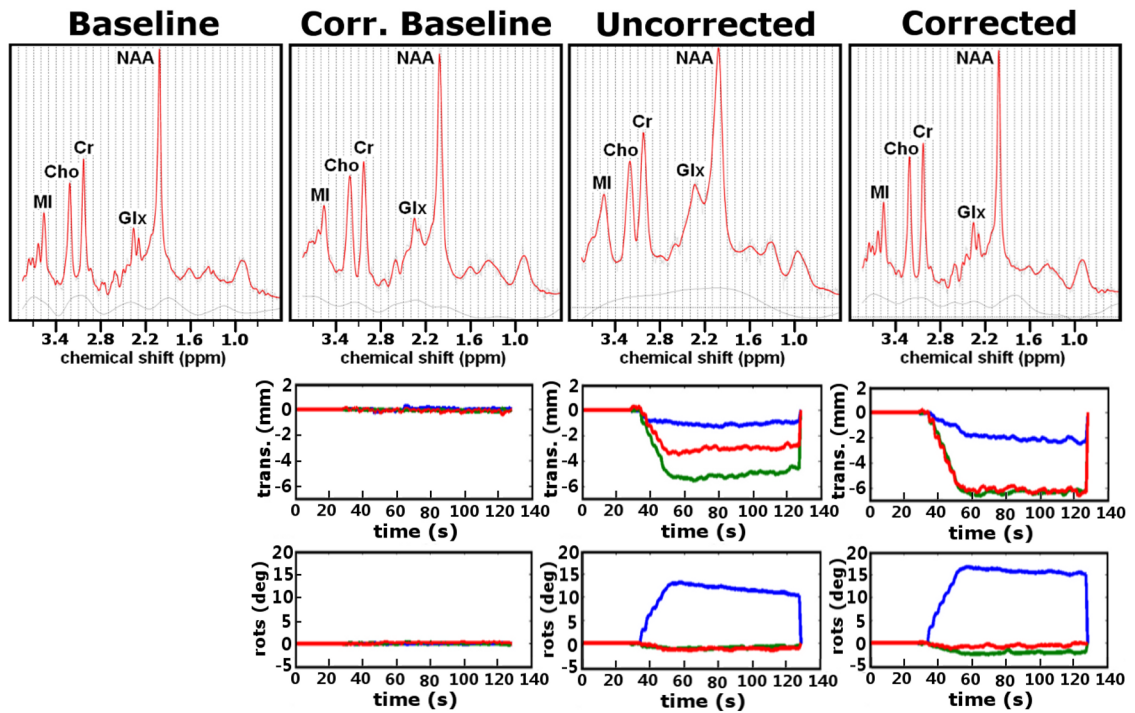 Baseline Corr. Baseline Uncorrected Corrected
NAA NAA NAA NAA
Cr Cr Cr Cr
Cho Cho Cho Cho
MI MI MI MI
Glx Glx Glx Glx
3.4 2.8 2.2 1.6 1.0 3.4 2.8 2.2 1.6 1.0 3.4 2.8 2.2 1.6 1.0 3.4 2.8 2.2 1.6 1.0
chemical shift (ppm) chemical shift (ppm) chemical shift (ppm) chemical shift (ppm)
trans. (mm) trans. (mm) trans. (mm)
2 2 2
0 0 0
-2 -2 -2
-4 -4 -4
-6 -6 -6
0 20 40 60 80 100 120 140 0 20 40 60 80 100 120 140 0 20 40 60 80 100 120 140
time (s) time (s) time (s)
rots (deg) rots (deg) rots (deg)
20 20 20
15 15 15
10 10 10
5 5 5
0 0 0
-5 -5 -5
0 20 40 60 80 100 120 140 0 20 40 60 80 100 120 140 0 20 40 60 80 100 120 140
time (s) time (s) time (s)